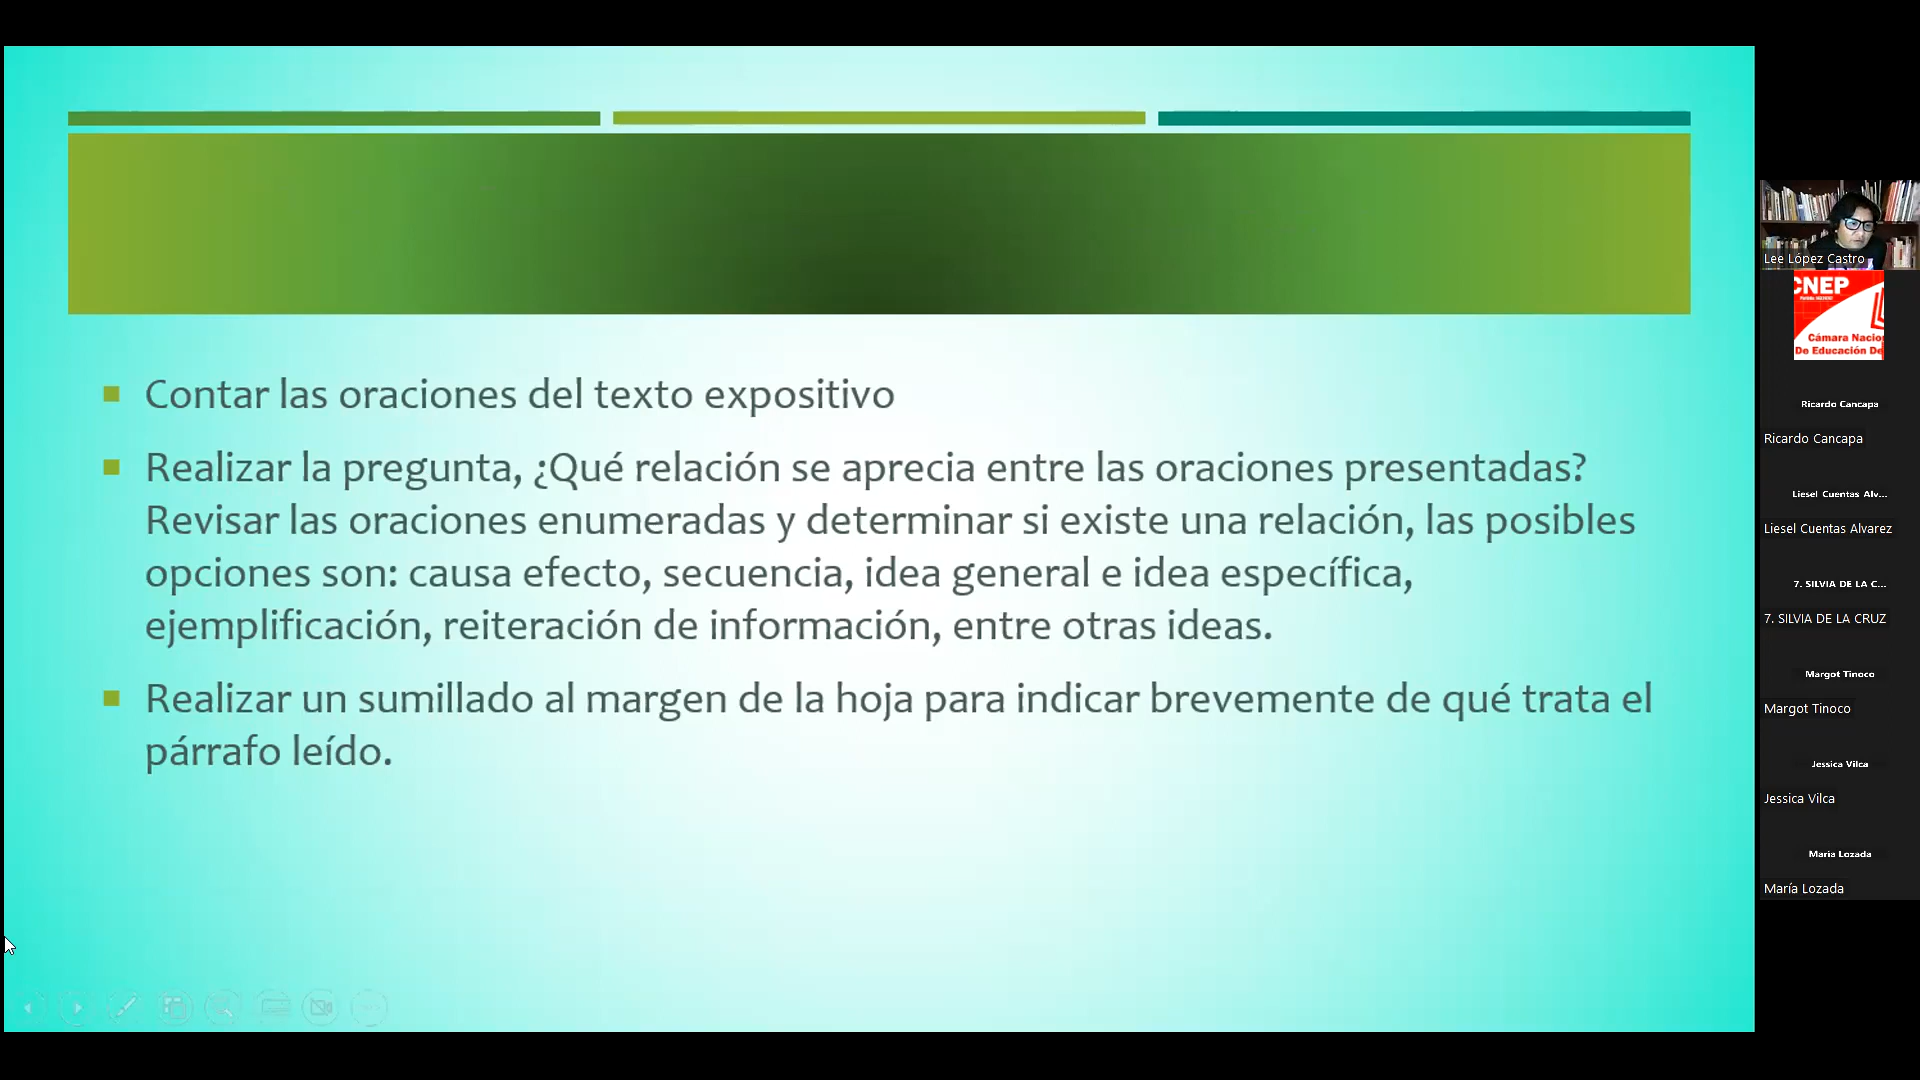 Contar las oraciones del texto expositivo
Realizar la pregunta, ¿Qué relación se aprecia entre las oraciones presentadas?
Revisar las oraciones enumeradas y determinar si existe una relación, las posibles
opciones son: causa efecto, secuencia, idea general e idea específica,
ejemplificación, reiteración de información, entre otras ideas.
Realizar un sumillado al margen de la hoja para indicar brevemente de qué trata el
párrafo leído.
Lee López Castro
CNEP
Cámara Nacio
De Educación De
Ricardo Cancapa
Ricardo Cancapa
Liesel Cuentas Alv...
Liesel Cuentas Alvarez
7. SILVIA DE LA C...
7. SILVIA DE LA CRUZ
Margot Tinoco
Margot Tinoco
Jessica Vilca
Jessica Vilca
María Lozada
María Lozada